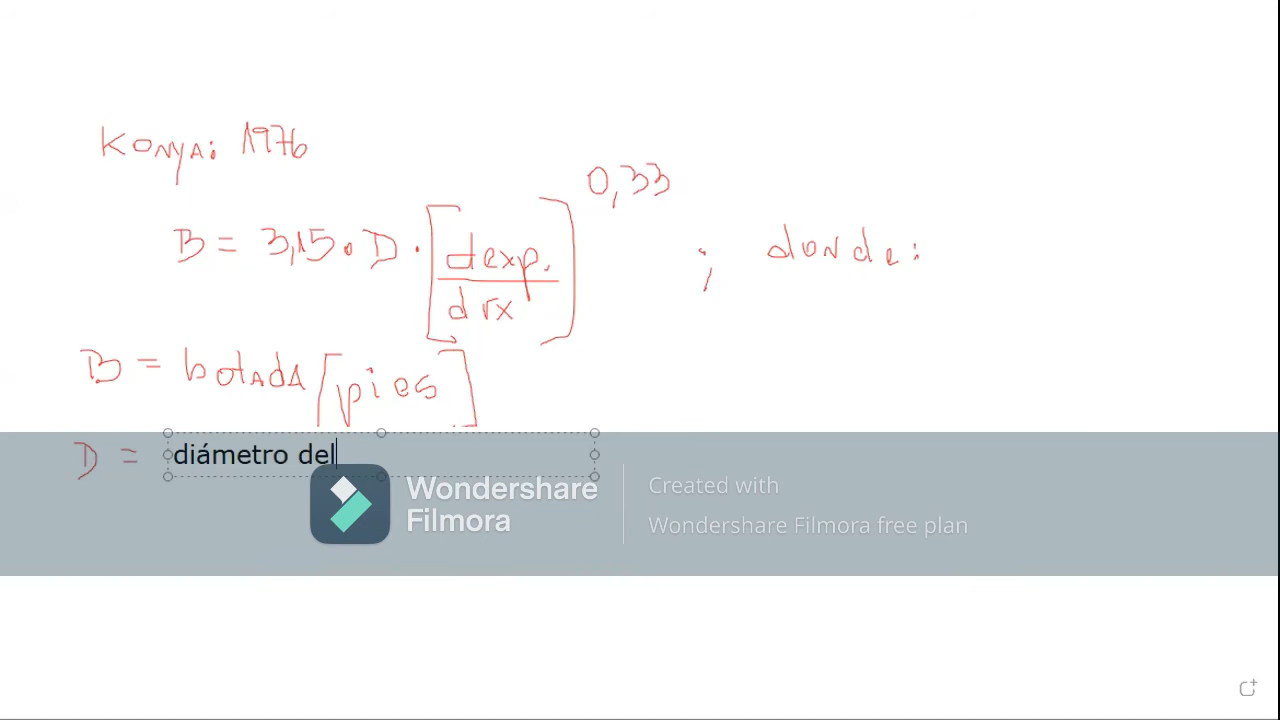 Konya: 1976
B = 3,15 . D . [dexp. / drx]^0,33 ; donde:
B = botada [pies]
D = diámetro del
Wondershare Filmora
Created with
Wondershare Filmora free plan